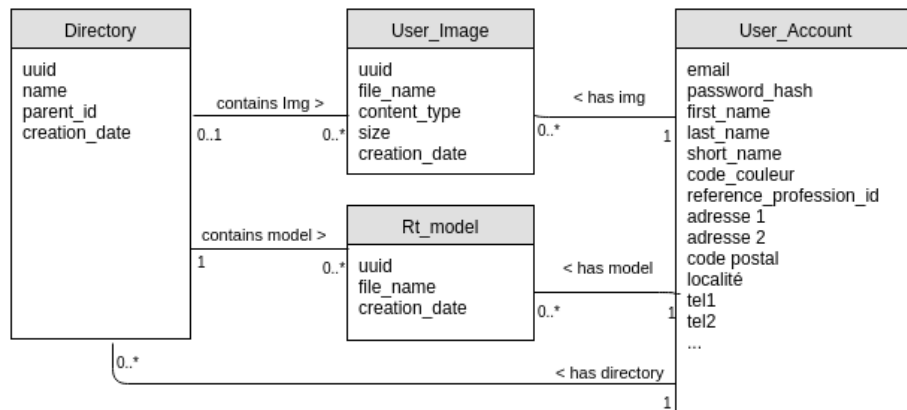 Directory
uuid
name
parent_id
creation_date
contains Img >
0..1
0..*
User_Image
uuid
file_name
content_type
size
creation_date
< has img
0..*
1
User_Account
email
password_hash
first_name
last_name
short_name
code_couleur
reference_profession_id
adresse 1
adresse 2
code postal
localité
tel1
tel2
...
contains model >
1
0..*
Rt_model
uuid
file_name
creation_date
< has model
0..*
1
0..*
< has directory
1